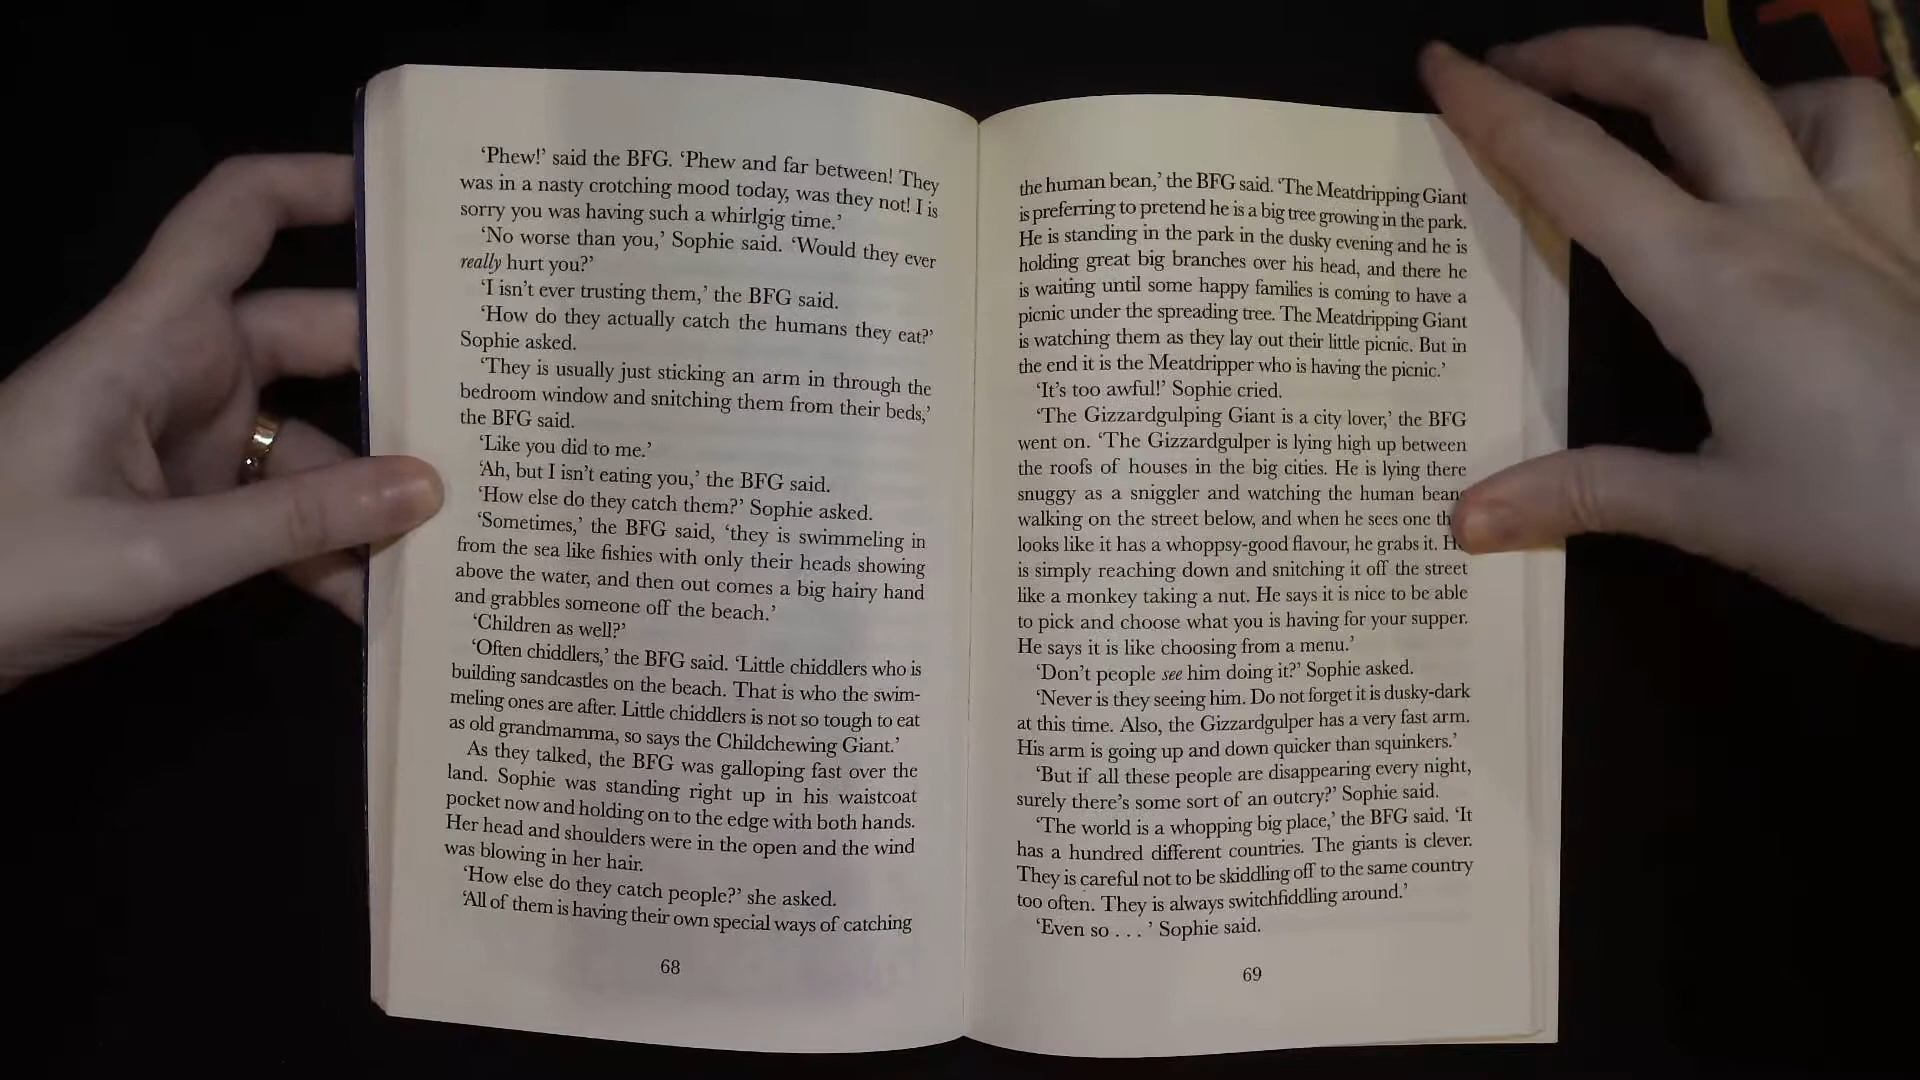 ‘Phew!’ said the BFG. ‘Phew and far between! They
was in a nasty crotching mood today, was they not! I is
sorry you was having such a whirlgig time.’
‘No worse than you,’ Sophie said. ‘Would they ever
really hurt you?’
‘I isn’t ever trusting them,’ the BFG said.
‘How do they actually catch the humans they eat?’
Sophie asked.
‘They is usually just sticking an arm in through the
bedroom window and snitching them from their beds,’
the BFG said.
‘Like you did to me.’
‘Ah, but I isn’t eating you,’ the BFG said.
‘How else do they catch them?’ Sophie asked.
‘Sometimes,’ the BFG said, ‘they is swimmeling in
from the sea like fishies with only their heads showing
above the water, and then out comes a big hairy hand
and grabbles someone off the beach.’
‘Children as well?’
‘Often chiddlers,’ the BFG said. ‘Little chiddlers who is
building sandcastles on the beach. That is who the swim-
meling ones are after. Little chiddlers is not so tough to eat
as old grandmamma, so says the Childchewing Giant.’
As they talked, the BFG was galloping fast over the
land. Sophie was standing right up in his waistcoat
pocket now and holding on to the edge with both hands.
Her head and shoulders were in the open and the wind
was blowing in her hair.
‘How else do they catch people?’ she asked.
‘All of them is having their own special ways of catching
68
the human bean,’ the BFG said. ‘The Meatdripping Giant
is preferring to pretend he is a big tree growing in the park.
He is standing in the park in the dusky evening and he is
holding great big branches over his head, and there he
is waiting until some happy families is coming to have a
picnic under the spreading tree. The Meatdripping Giant
is watching them as they lay out their little picnic. But in
the end it is the Meatdripper who is having the picnic.’
‘It’s too awful!’ Sophie cried.
‘The Gizzardgulping Giant is a city lover,’ the BFG
went on. ‘The Gizzardgulper is lying high up between
the roofs of houses in the big cities. He is lying there
snuggy as a sniggler and watching the human beans
walking on the street below, and when he sees one
looks like it has a whoppsy-good flavour, he grabs it.
is simply reaching down and snitching it off the street
like a monkey taking a nut. He says it is nice to be able
to pick and choose what you is having for your supper.
He says it is like choosing from a menu.’
‘Don’t people see him doing it?’ Sophie asked.
‘Never is they seeing him. Do not forget it is dusky-dark
at this time. Also, the Gizzardgulper has a very fast arm.
His arm is going up and down quicker than squinkers.’
‘But if all these people are disappearing every night,
surely there’s some sort of an outcry?’ Sophie said.
‘The world is a whopping big place,’ the BFG said. ‘It
has a hundred different countries. The giants is clever.
They is careful not to be skiddling off to the same country
too often. They is always switchfiddling around.’
‘Even so . . . ’ Sophie said.
69